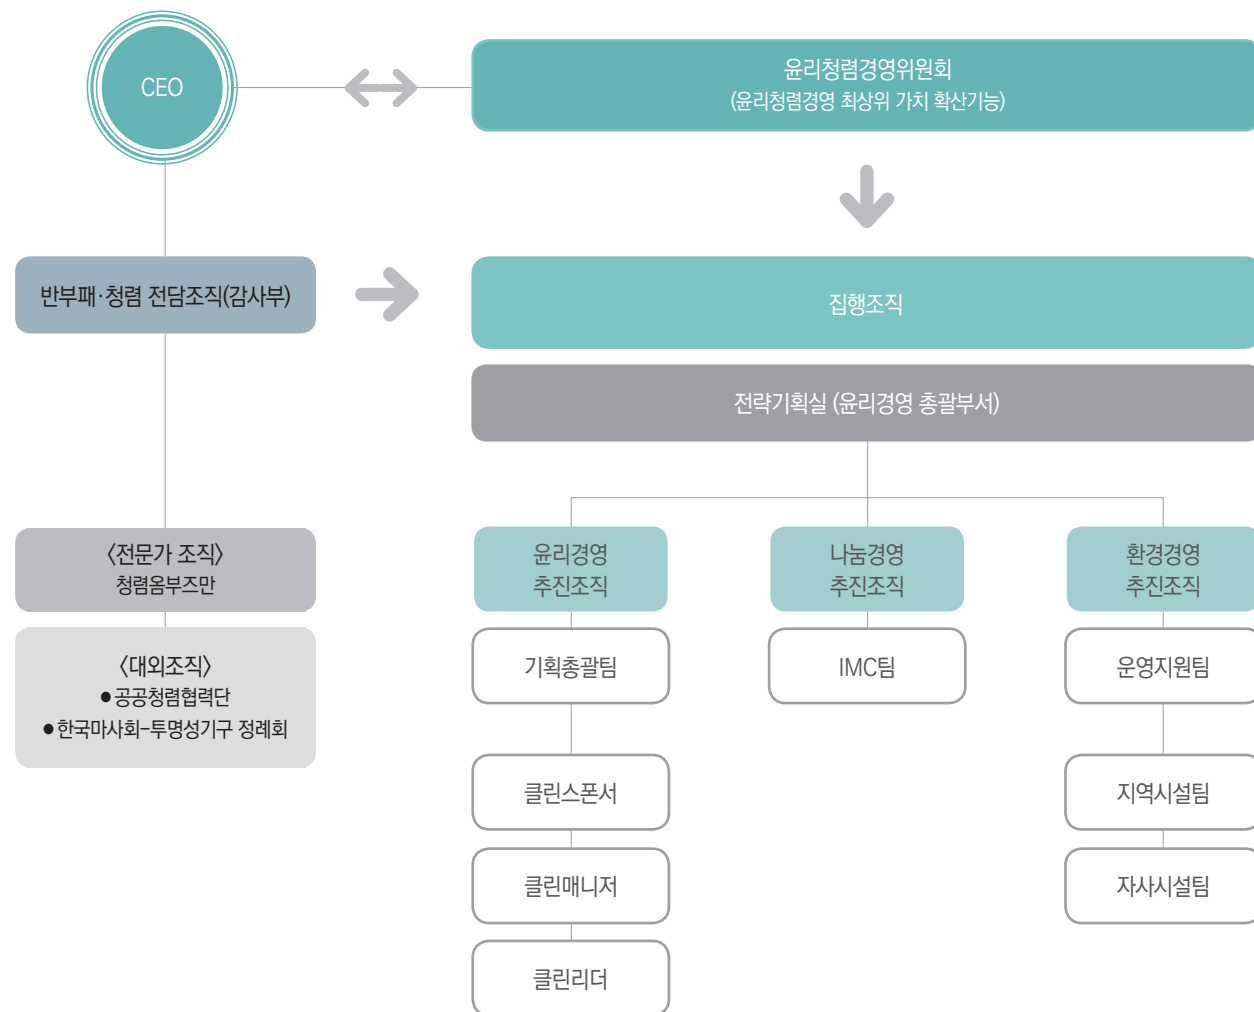 CEO
윤리청렴경영위원회
(윤리청렴경영 최상위 가치 확산기능)
반부패·청렴 전담조직(감사부)
집행조직
전략기획실 (윤리경영 총괄부서)
〈전문가 조직〉
청렴옴부즈만
〈대외조직〉
●공공청렴협력단
●한국마사회-투명성기구 정례회
윤리경영
추진조직
기획총괄팀
클린스폰서
클린매니저
클린리더
나눔경영
추진조직
IMC팀
환경경영
추진조직
운영지원팀
지역시설팀
자사시설팀